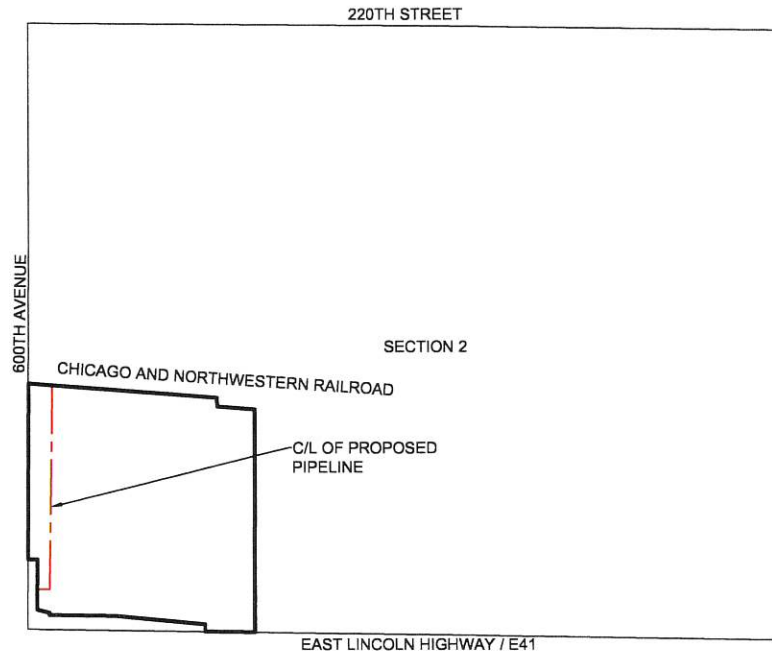 220TH STREET
600TH AVENUE
SECTION 2
CHICAGO AND NORTHWESTERN RAILROAD
C/L OF PROPOSED
PIPELINE
EAST LINCOLN HIGHWAY / E41